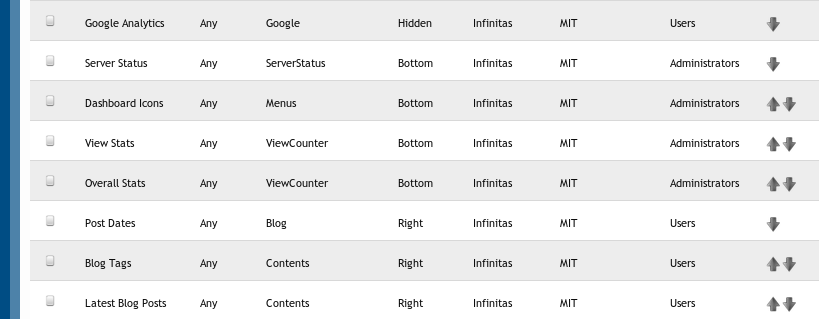 Google Analytics Any Google Hidden Infinitas MIT Users
Server Status Any ServerStatus Bottom Infinitas MIT Administrators
Dashboard Icons Any Menus Bottom Infinitas MIT Administrators
View Stats Any ViewCounter Bottom Infinitas MIT Administrators
Overall Stats Any ViewCounter Bottom Infinitas MIT Administrators
Post Dates Any Blog Right Infinitas MIT Users
Blog Tags Any Contents Right Infinitas MIT Users
Latest Blog Posts Any Contents Right Infinitas MIT Users